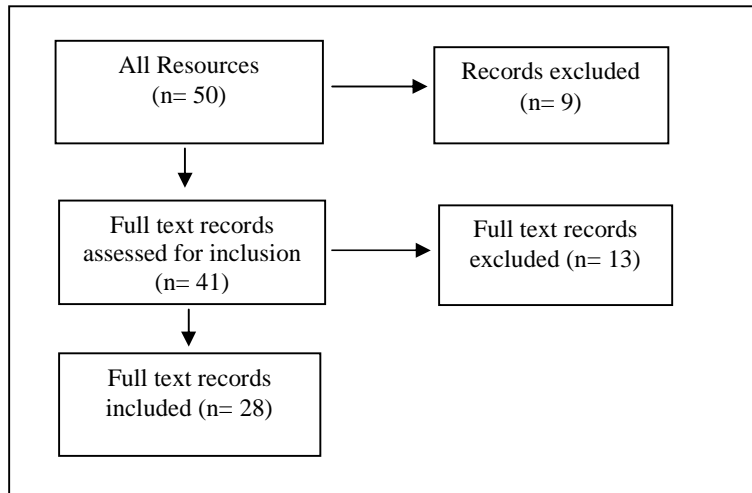 All Resources
(n= 50)
Records excluded
(n= 9)
Full text records
assessed for inclusion
(n= 41)
Full text records
excluded (n= 13)
Full text records
included (n= 28)